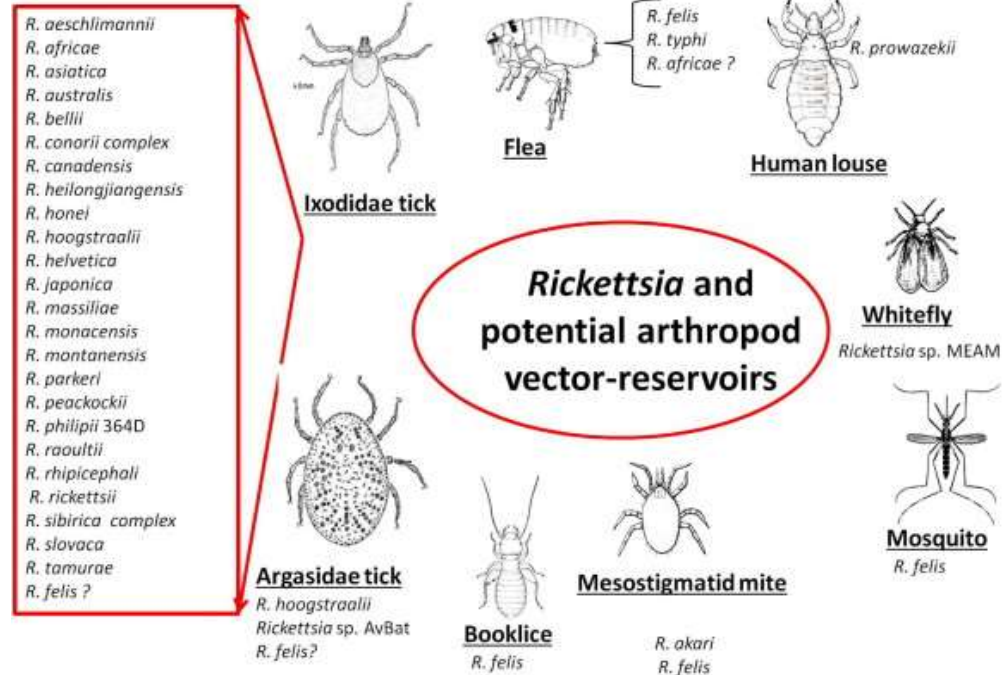 R. aeschlimannii
R. africae
R. asiatica
R. australis
R. bellii
R. conorii complex
R. canadensis
R. heilongjiangensis
R. honei
R. hoogstraalii
R. helvetica
R. japonica
R. massiliae
R. monacensis
R. montanensis
R. parkeri
R. peackockii
R. philipii 364D
R. raoultii
R. rhipicephali
R. rickettsii
R. sibirica complex
R. slovaca
R. tamurae
R. felis ?
Ixodidae tick
Flea
R. felis
R. typhi
R. africae ?
Human louse
R. prowazekii
Rickettsia and
potential arthropod
vector-reservoirs
Whitefly
Rickettsia sp. MEAM
Mosquito
R. felis
Argasidae tick
R. hoogstraalii
Rickettsia sp. AvBat
R. felis?
Booklice
R. felis
Mesostigmatid mite
R. akari
R. felis